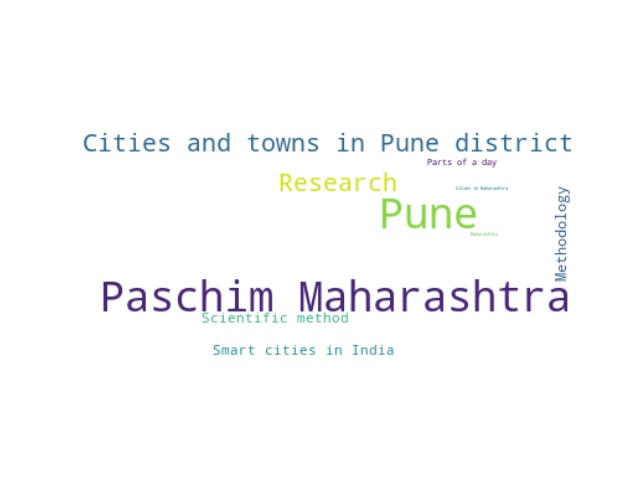 Cities and towns in Pune district
Parts of a day
Research
Cities in Maharashtra
Pune
Methodology
Maharashtra
Paschim Maharashtra
Scientific method
Smart cities in India